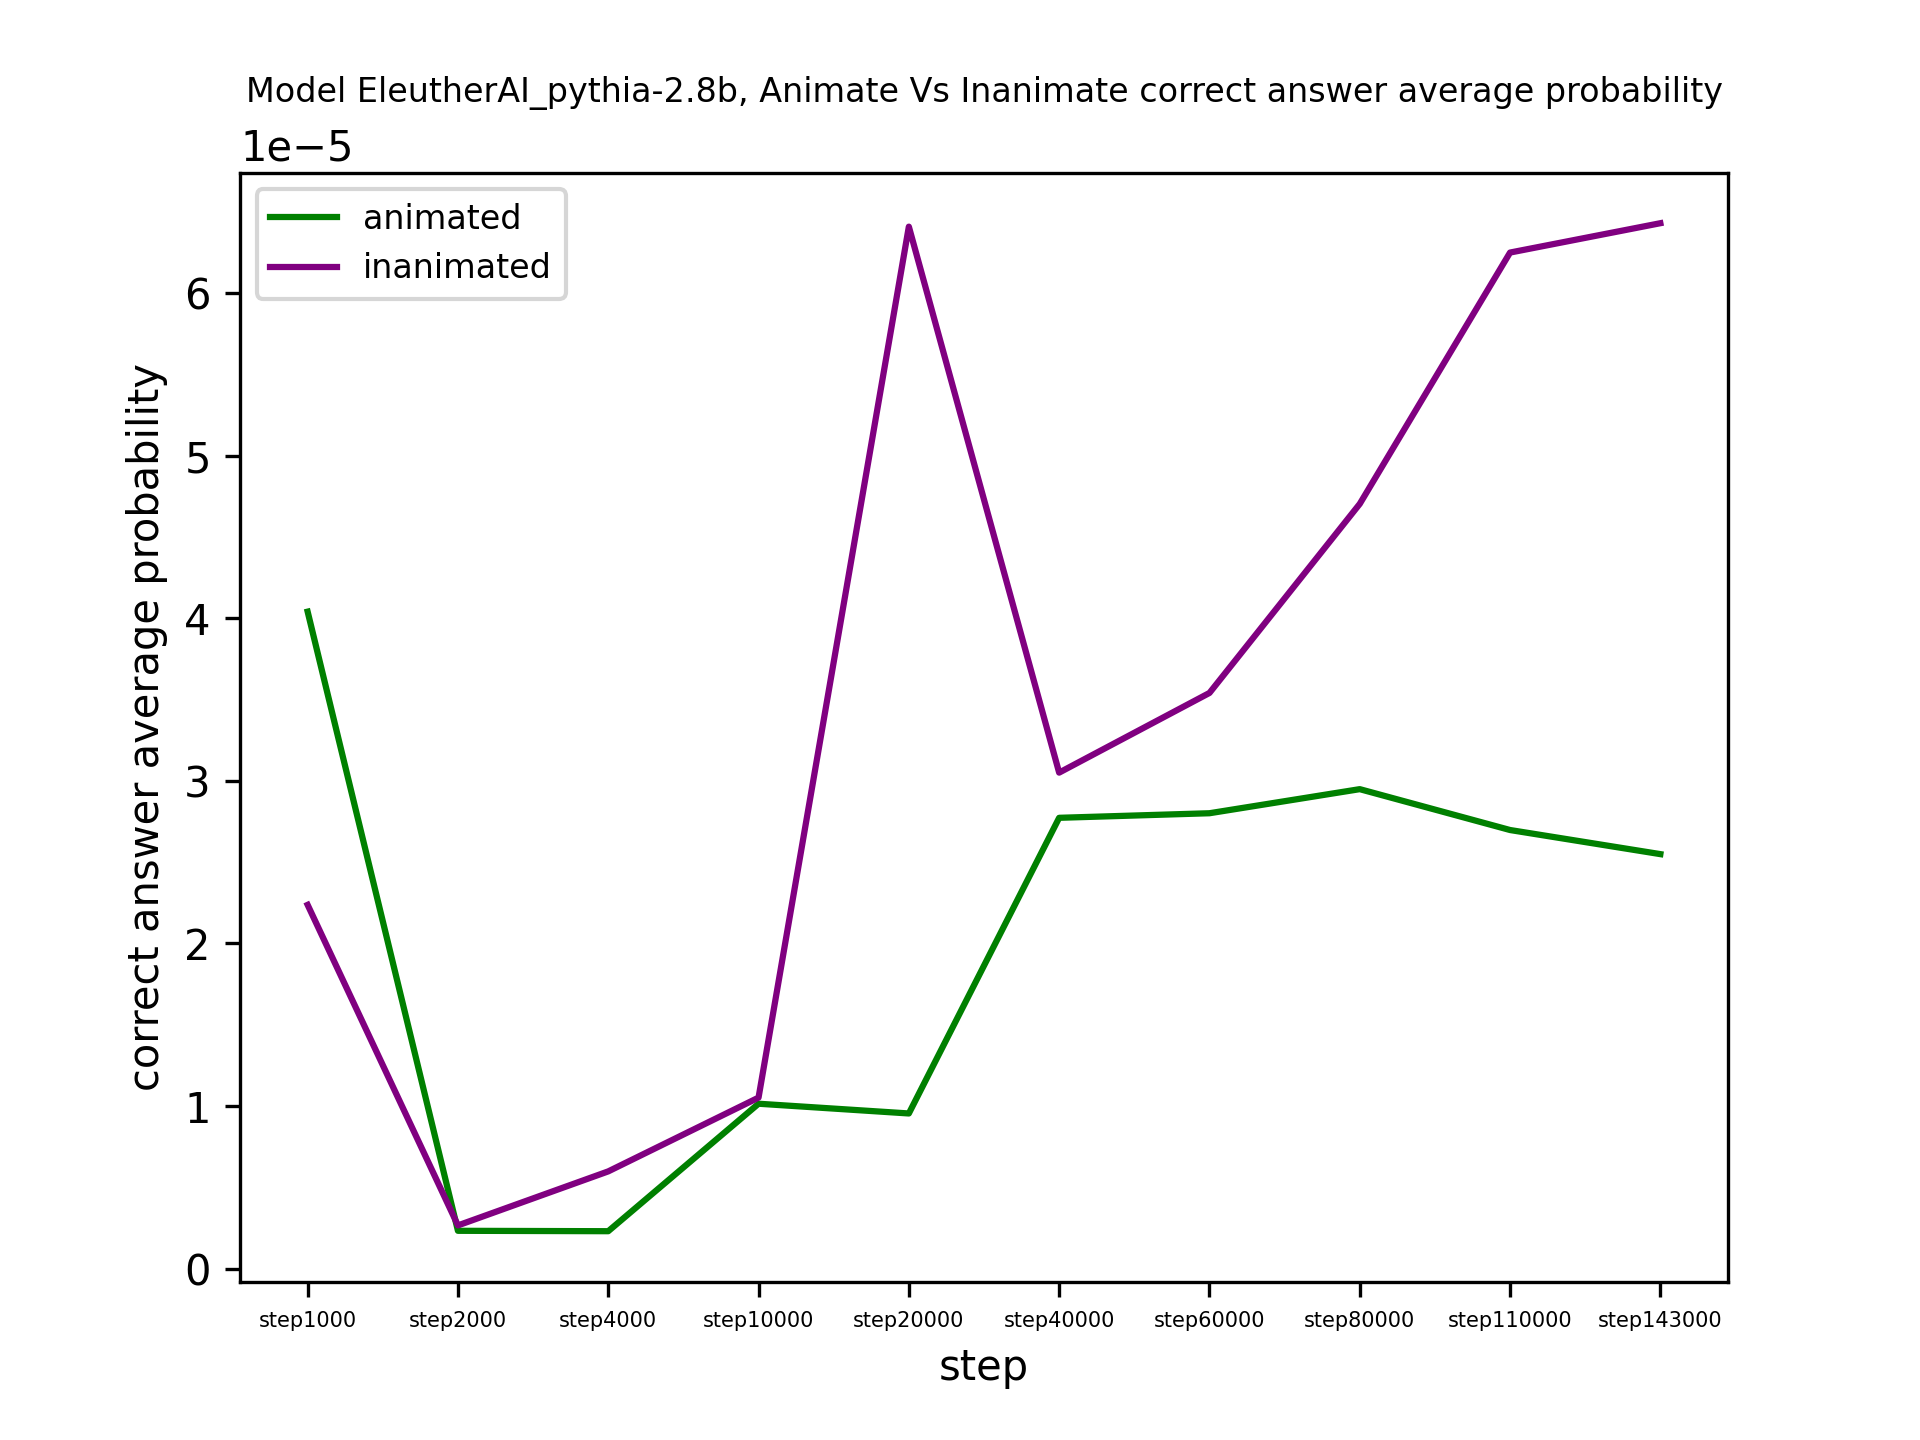 Model EleutherAI_pythia-2.8b, Animate Vs Inanimate correct answer average probability
1e−5
animated
inanimated
6
5
4
3
2
1
0
correct answer average probability
step1000 step2000 step4000 step10000 step20000 step40000 step60000 step80000 step110000 step143000
step